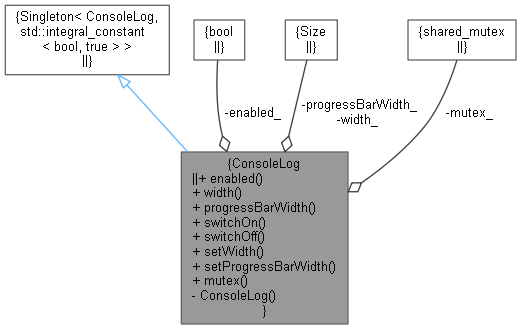 {Singleton< ConsoleLog,
std::integral_constant
< bool, true > >
||}
{bool
||}
{Size
||}
{shared_mutex
||}
-enabled_
-progressBarWidth_
-width_
-mutex_
{ConsoleLog
||+ enabled()
+ width()
+ progressBarWidth()
+ switchOn()
+ switchOff()
+ setWidth()
+ setProgressBarWidth()
+ mutex()
- ConsoleLog()
}